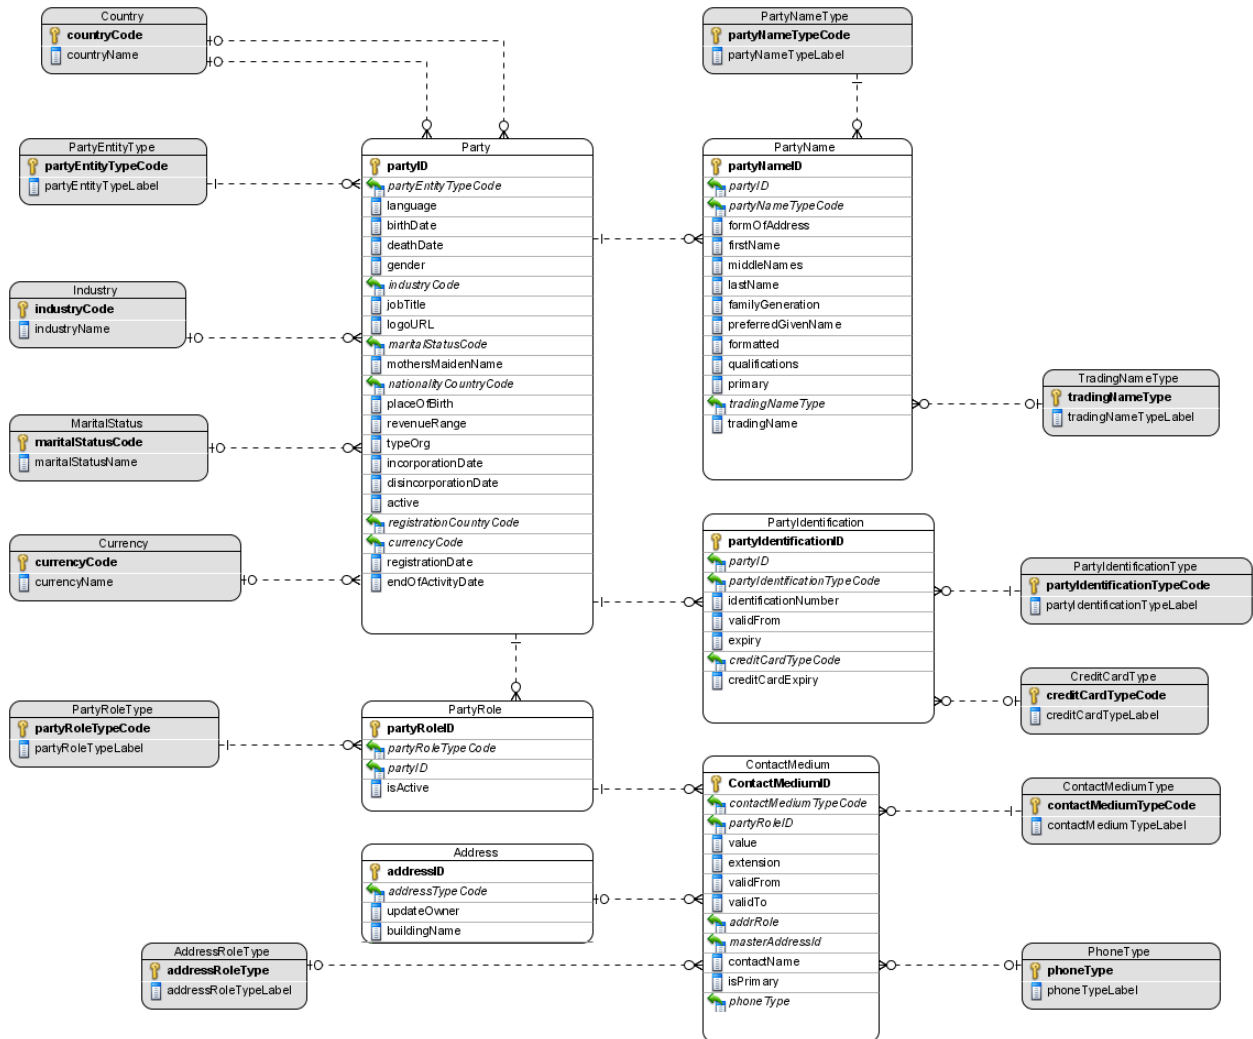 Country
countryCode
countryName
PartyNameType
partyNameTypeCode
partyNameTypeLabel
PartyEntityType
partyEntityTypeCode
partyEntityTypeLabel
Party
partyID
partyEntityTypeCode
language
birthDate
deathDate
gender
industryCode
jobTitle
logoURL
maritalStatusCode
mothersMaidenName
nationalityCountryCode
placeOfBirth
revenueRange
typeOrg
incorporationDate
disincorporationDate
active
registrationCountryCode
currencyCode
registrationDate
endOfActivityDate
PartyName
partyNameID
partyID
partyNameTypeCode
formOfAddress
firstName
middleNames
lastName
familyGeneration
preferredGivenName
formatted
qualifications
primary
tradingNameType
tradingName
Industry
industryCode
industryName
TradingNameType
tradingNameType
tradingNameTypeLabel
MaritalStatus
maritalStatusCode
maritalStatusName
Currency
currencyCode
currencyName
PartyIdentification
partyIdentificationID
partyID
partyIdentificationTypeCode
identificationNumber
validFrom
expiry
creditCardTypeCode
creditCardExpiry
PartyIdentificationType
partyIdentificationTypeCode
partyIdentificationTypeLabel
CreditCardType
creditCardTypeCode
creditCardTypeLabel
PartyRoleType
partyRoleTypeCode
partyRoleTypeLabel
PartyRole
partyRoleID
partyRoleTypeCode
partyID
isActive
ContactMedium
ContactMediumID
contactMediumTypeCode
partyRoleID
value
extension
validFrom
validTo
addrRole
masterAddressId
contactName
isPrimary
phoneType
ContactMediumType
contactMediumTypeCode
contactMediumTypeLabel
Address
addressID
addressTypeCode
updateOwner
buildingName
AddressRoleType
addressRoleType
addressRoleTypeLabel
PhoneType
phoneType
phoneTypeLabel